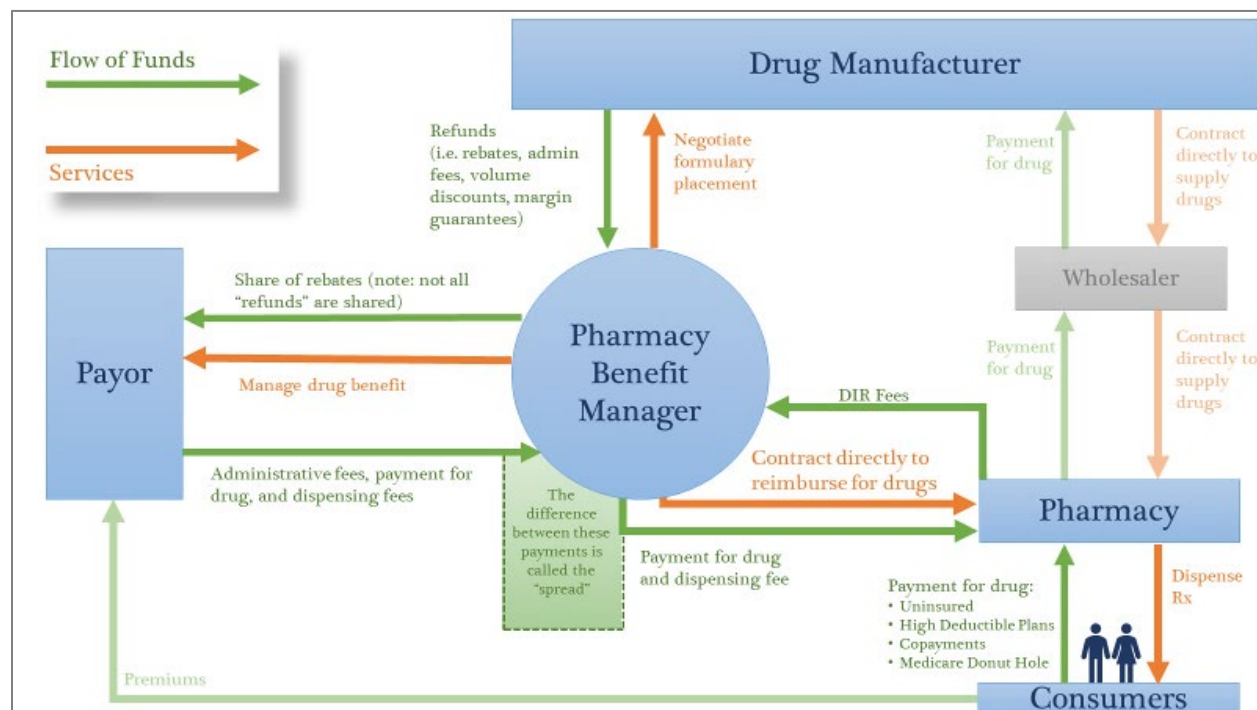 Flow of Funds
Services
Drug Manufacturer
Refunds
(i.e. rebates, admin
fees, volume
discounts, margin
guarantees)
Negotiate
formulary
placement
Payment
for drug
Contract
directly to
supply
drugs
Wholesaler
Payor
Share of rebates (note: not all
“refunds” are shared)
Manage drug benefit
Administrative fees, payment for
drug, and dispensing fees
Pharmacy
Benefit
Manager
The
difference
between these
payments is
called the
“spread”
DIR Fees
Contract directly to
reimburse for drugs
Payment for drug
and dispensing fee
Payment
for drug
Contract
directly to
supply
drugs
Pharmacy
Payment for drug:
• Uninsured
• High Deductible Plans
• Copayments
• Medicare Donut Hole
Dispense
Rx
Premiums
Consumers